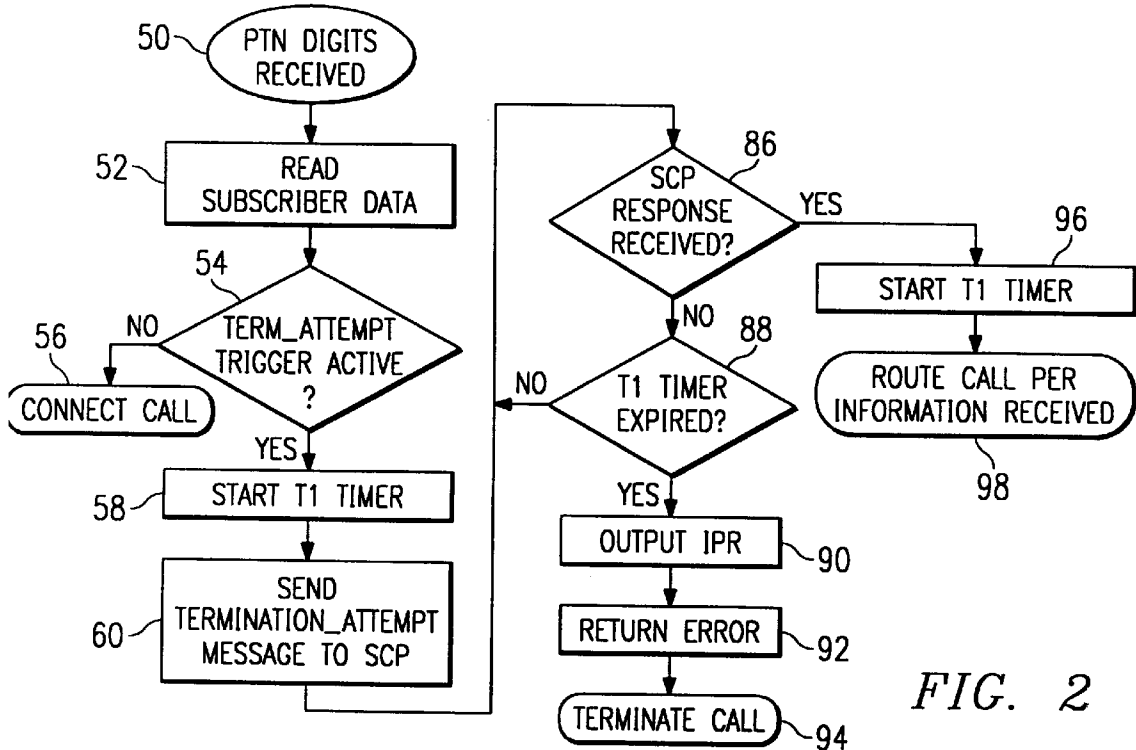 50
PTN DIGITS
RECEIVED
52
READ
SUBSCRIBER DATA
54
TERM_ATTEMPT
TRIGGER ACTIVE
?
NO
56
CONNECT CALL
YES
58
START T1 TIMER
60
SEND
TERMINATION_ATTEMPT
MESSAGE TO SCP
86
SCP
RESPONSE
RECEIVED?
YES
NO
88
T1 TIMER
EXPIRED?
NO
YES
OUTPUT IPR
90
RETURN ERROR
92
TERMINATE CALL
94
96
START T1 TIMER
ROUTE CALL PER
INFORMATION RECEIVED
98
FIG. 2